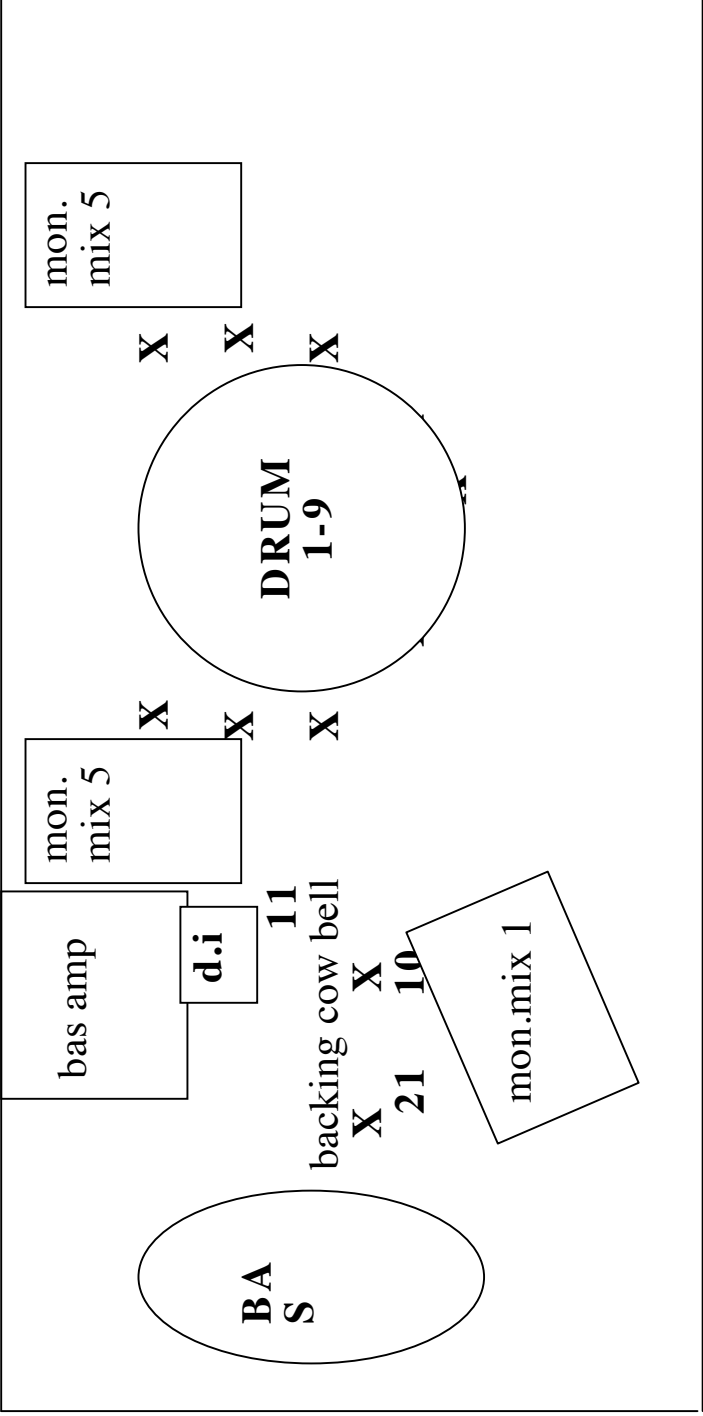 bas amp
mon.
mix 5
mon.
mix 5
X X
d.i
X X
BA
S
11
DRUM
1-9
X X
backing cow bell
X X
21 10
mon.mix 1